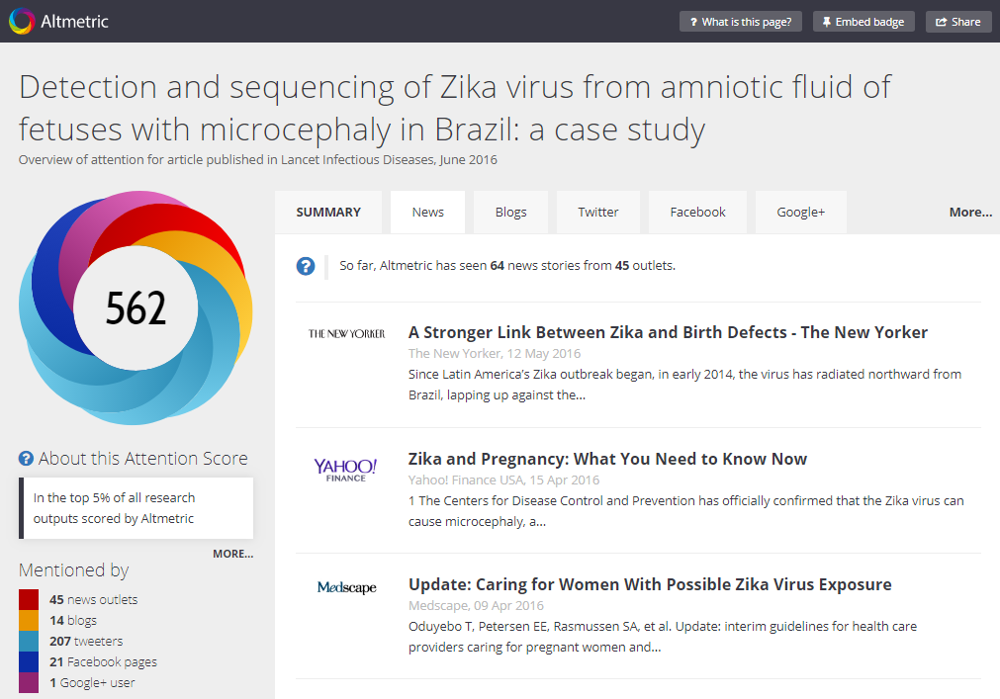 Altmetric
? What is this page?
Embed badge
Share
Detection and sequencing of Zika virus from amniotic fluid of
fetuses with microcephaly in Brazil: a case study
Overview of attention for article published in Lancet Infectious Diseases, June 2016
562
? About this Attention Score
In the top 5% of all research
outputs scored by Altmetric
MORE...
Mentioned by
45 news outlets
14 blogs
207 tweeters
21 Facebook pages
1 Google+ user
SUMMARY
News
Blogs
Twitter
Facebook
Google+
More...
? So far, Altmetric has seen 64 news stories from 45 outlets.
THE NEW YORKER
A Stronger Link Between Zika and Birth Defects - The New Yorker
The New Yorker, 12 May 2016
Since Latin America's Zika outbreak began, in early 2014, the virus has radiated northward from
Brazil, lapping up against the...
YAHOO!
FINANCE
Zika and Pregnancy: What You Need to Know Now
Yahoo! Finance USA, 15 Apr 2016
1 The Centers for Disease Control and Prevention has officially confirmed that the Zika virus can
cause microcephaly, a...
Medscape
Update: Caring for Women With Possible Zika Virus Exposure
Medscape, 09 Apr 2016
Oduyebo T, Petersen EE, Rasmussen SA, et al. Update: interim guidelines for health care
providers caring for pregnant women and...